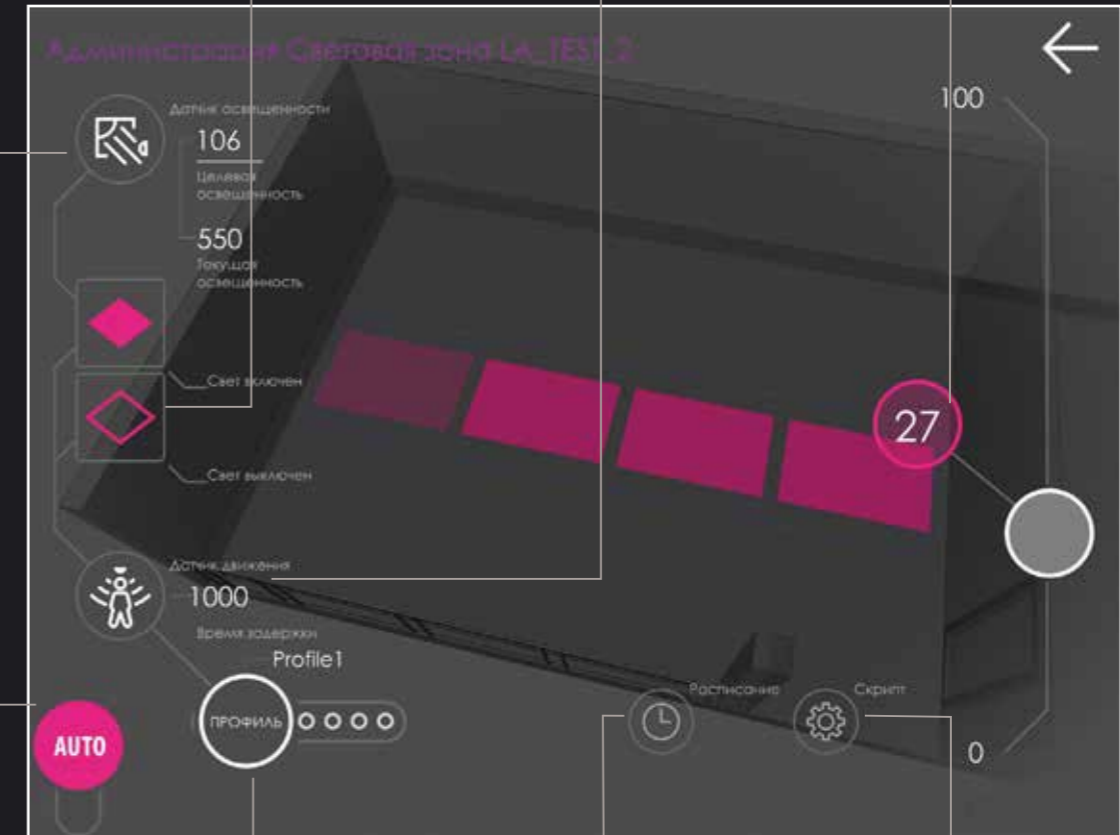 Администрация Световая зона LA_TEST_2
100
Датчик освещенности
106
Целевая
освещенность
550
Текущая
освещенность
Свет включен
27
Свет выключен
Датчик движения
1000
Время задержки
Profile1
Расписание
Скрипт
ПРОФИЛЬ
AUTO
0